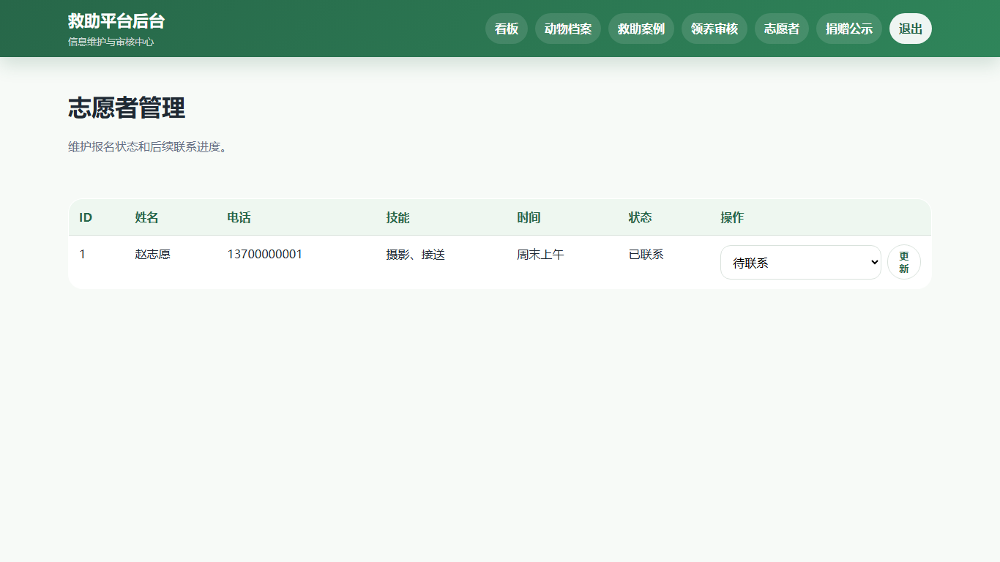 救助平台后台
信息维护与审核中心
看板 动物档案 救助案例 领养审核 志愿者 捐赠公示 退出
志愿者管理
维护报名状态和后续联系进度。
ID 姓名 电话 技能 时间 状态 操作
1 赵志愿 13700000001 摄影、接送 周末上午 已联系 待联系 更新